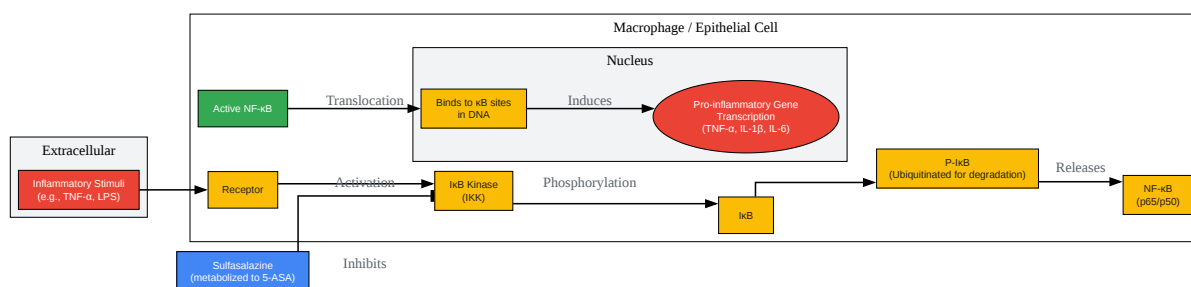 Macrophage / Epithelial Cell
Nucleus
Active NF-κB
Translocation
Binds to κB sites
in DNA
Induces
Pro-inflammatory Gene
Transcription
(TNF-α, IL-1β, IL-6)
Extracellular
Inflammatory Stimuli
(e.g., TNF-α, LPS)
Receptor
Activation
IκB Kinase
(IKK)
Phosphorylation
IκB
P-IκB
(Ubiquitinated for degradation)
Releases
NF-κB
(p65/p50)
Sulfasalazine
(metabolized to 5-ASA)
Inhibits